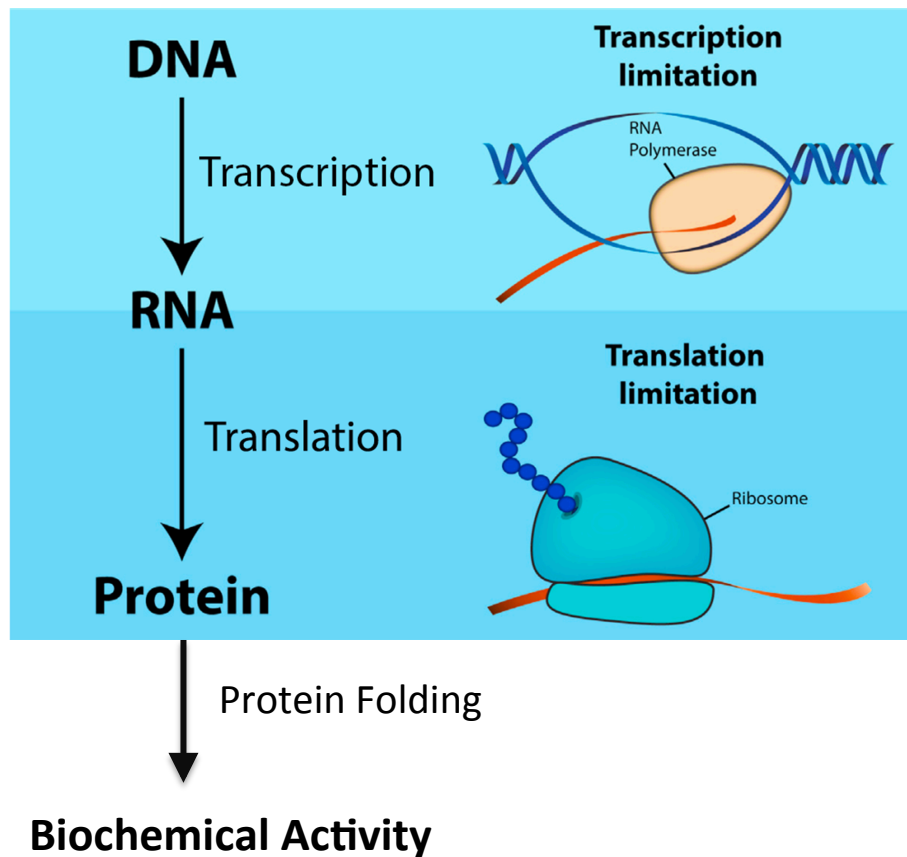 DNA
Transcription
limitation
RNA
Polymerase
Transcription
RNA
Translation
limitation
Translation
Ribosome
Protein
Protein Folding
Biochemical Activity